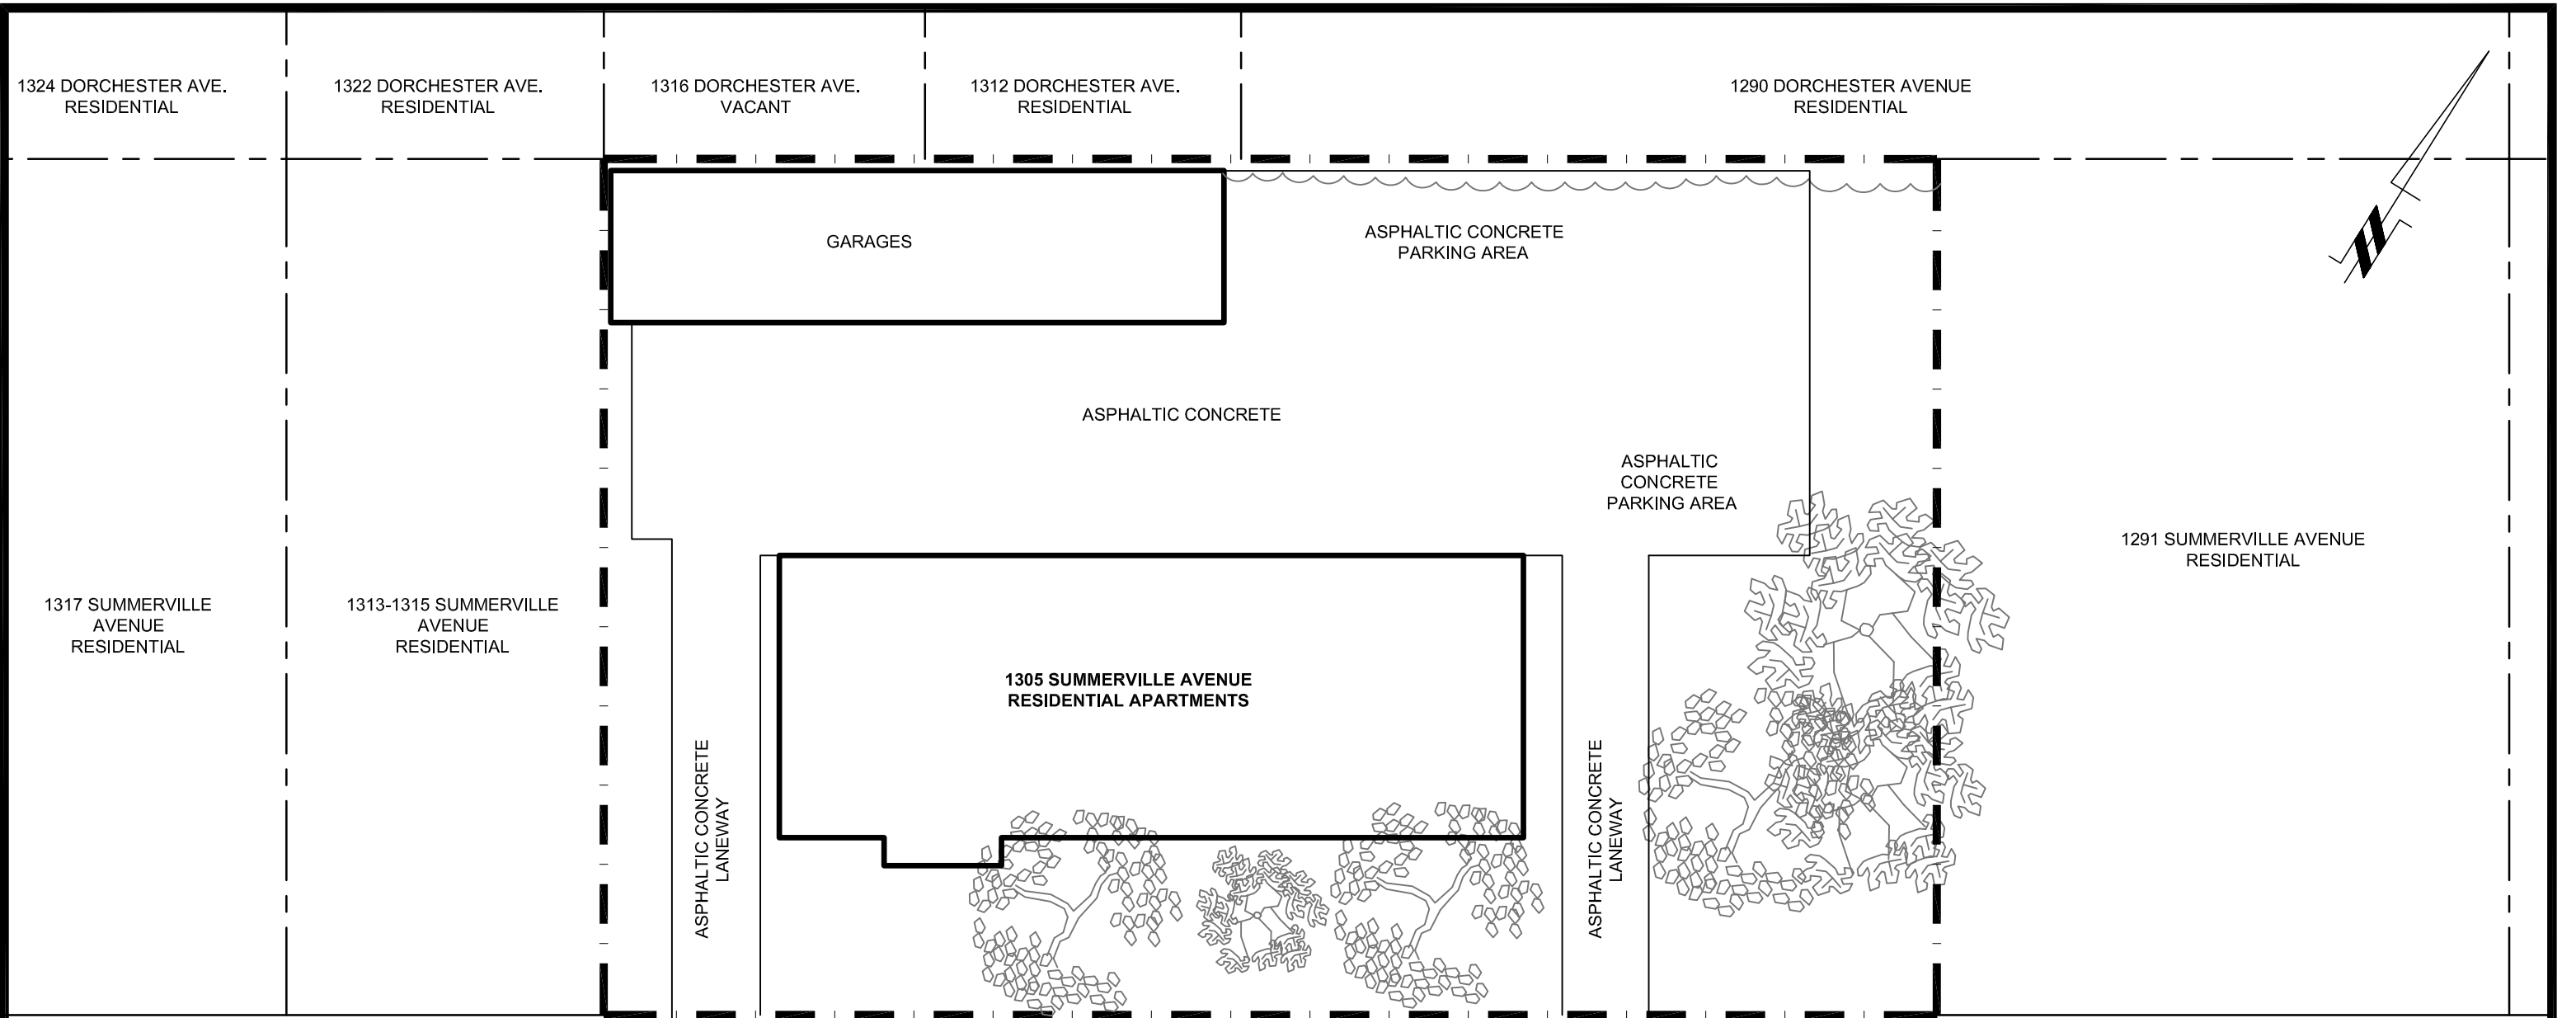 1324 DORCHESTER AVE.
RESIDENTIAL
1322 DORCHESTER AVE.
RESIDENTIAL
1316 DORCHESTER AVE.
VACANT
1312 DORCHESTER AVE.
RESIDENTIAL
1290 DORCHESTER AVENUE
RESIDENTIAL
GARAGES
ASPHALTIC CONCRETE
PARKING AREA
ASPHALTIC CONCRETE
ASPHALTIC
CONCRETE
PARKING AREA
1291 SUMMERVILLE AVENUE
RESIDENTIAL
1317 SUMMERVILLE
AVENUE
RESIDENTIAL
1313-1315 SUMMERVILLE
AVENUE
RESIDENTIAL
1305 SUMMERVILLE AVENUE
RESIDENTIAL APARTMENTS
ASPHALTIC CONCRETE
LANEWAY
ASPHALTIC CONCRETE
LANEWAY